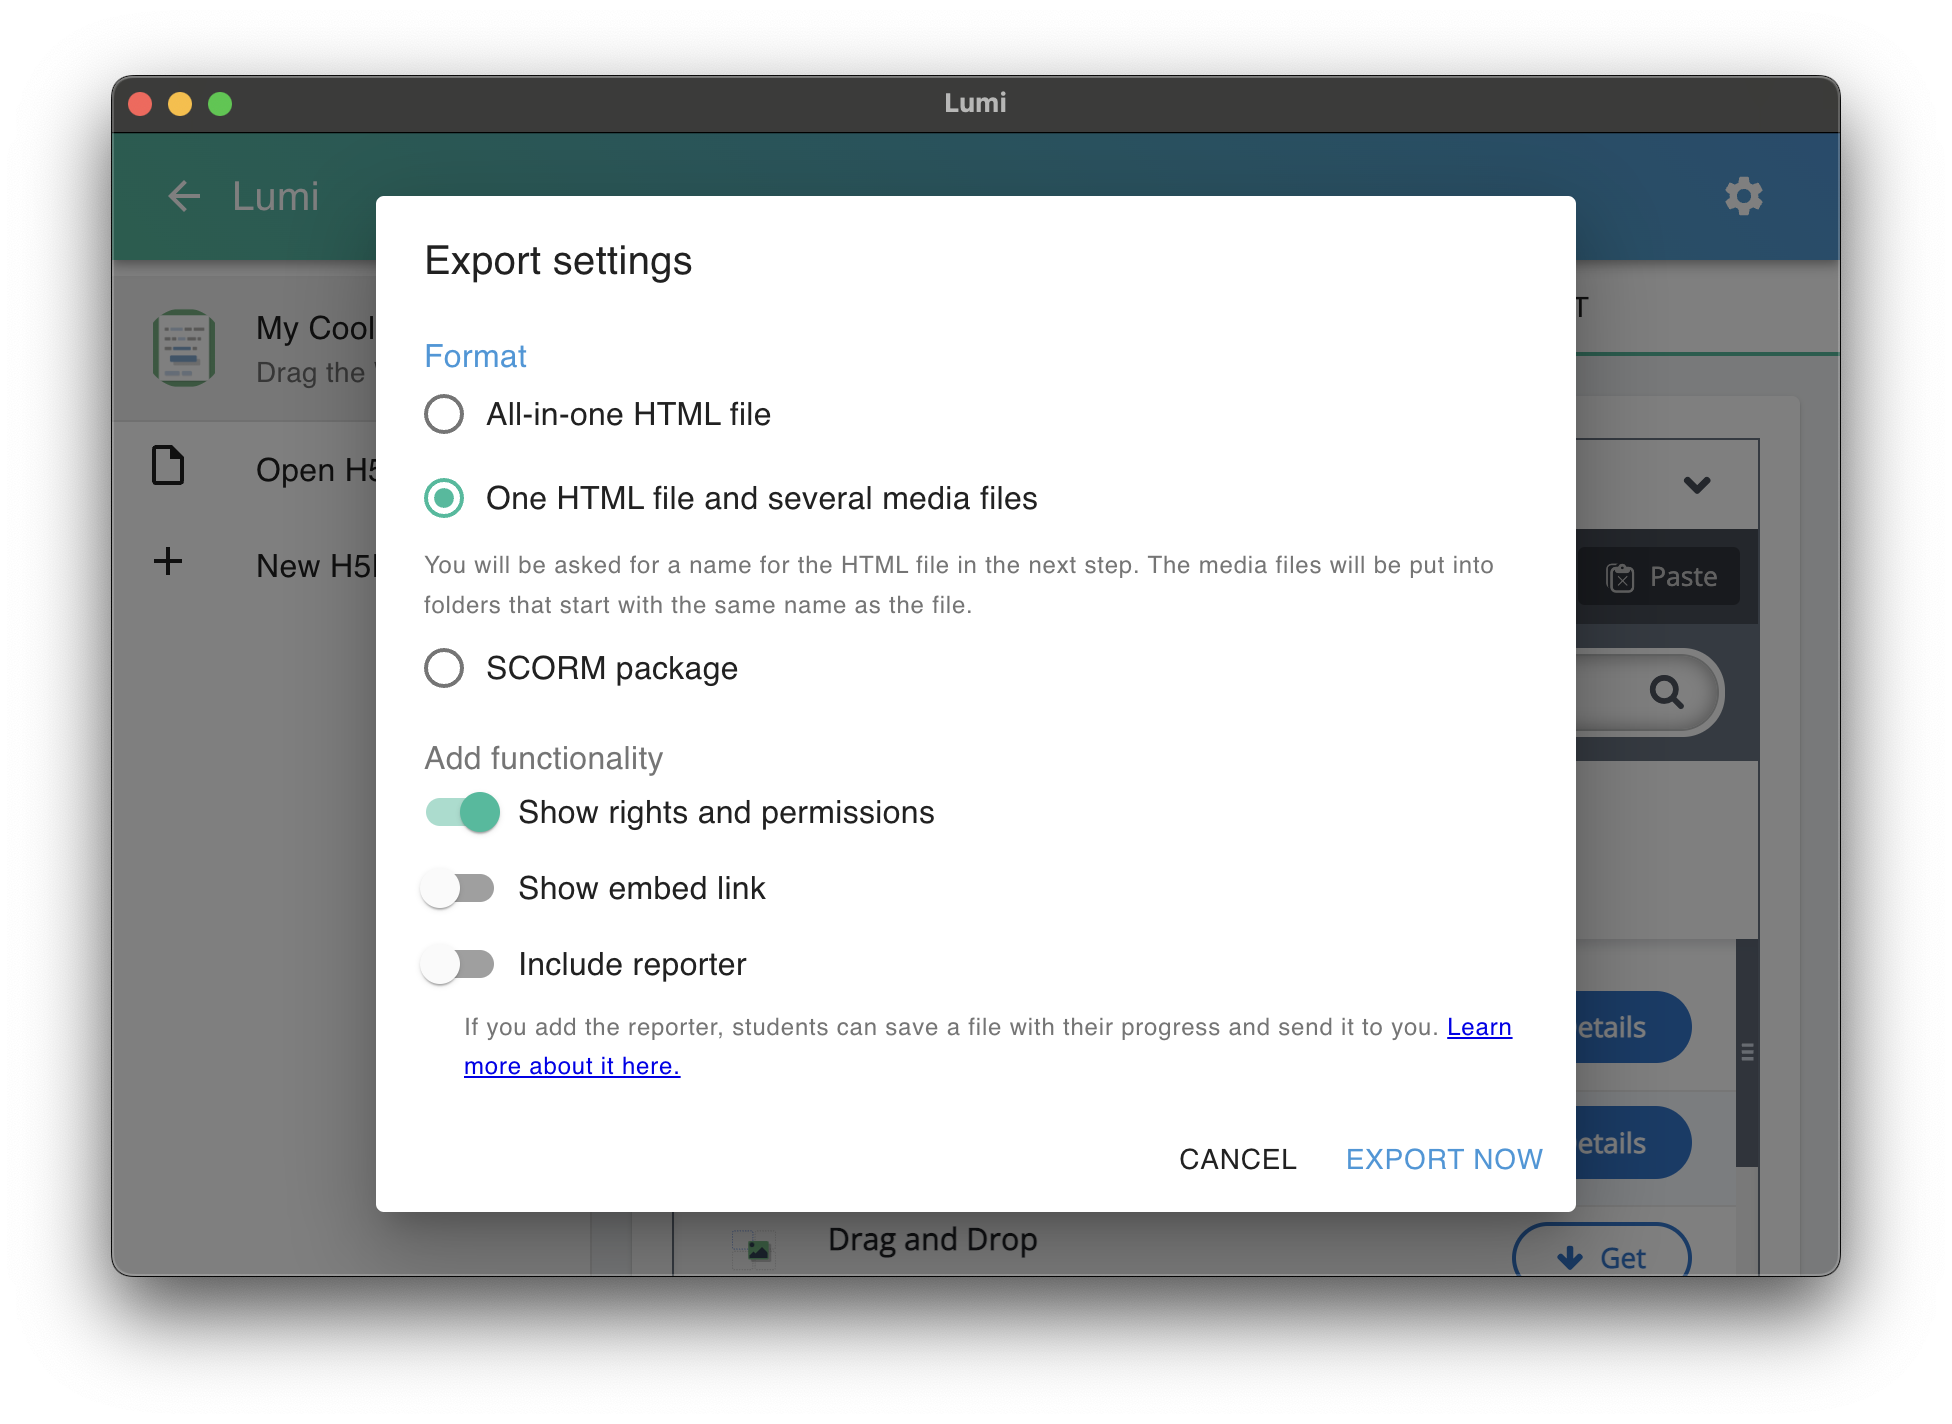 Lumi
Lumi
Export settings
T
My Cool
Drag the
Format
All-in-one HTML file
Open H5
One HTML file and several media files
New H5
You will be asked for a name for the HTML file in the next step. The media files will be put into
folders that start with the same name as the file.
Paste
SCORM package
Add functionality
Show rights and permissions
Show embed link
Include reporter
If you add the reporter, students can save a file with their progress and send it to you. Learn
more about it here.
etails
etails
CANCEL
EXPORT NOW
Drag and Drop
Get